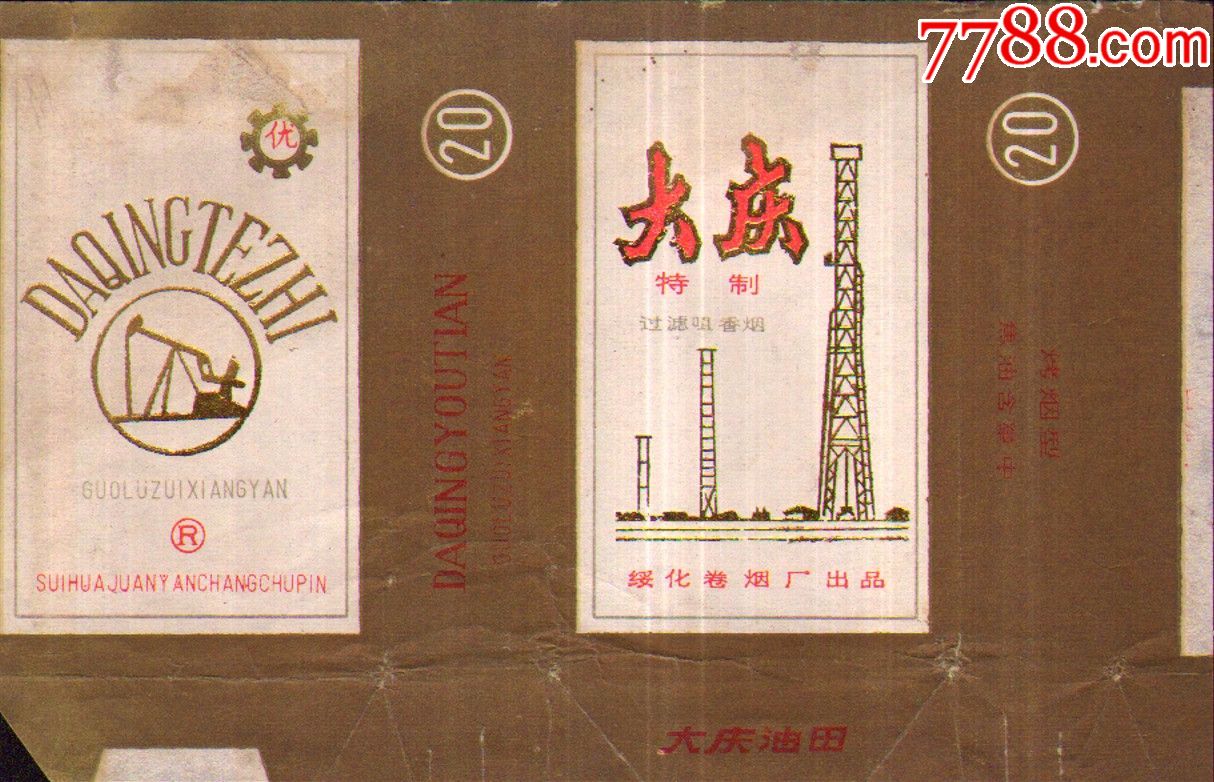 7788.com
优
DAQINGTEZHI
GUOLUZUIXIANGYAN
R
SUIHUAJUANYANCHANGCHUPIN
20
DAQINGYOUTIAN
GUOLUZUIXIANGYAN
大庆
特制
过滤咀香烟
绥化卷烟厂出品
20
烤烟型
焦油含量中
大庆油田